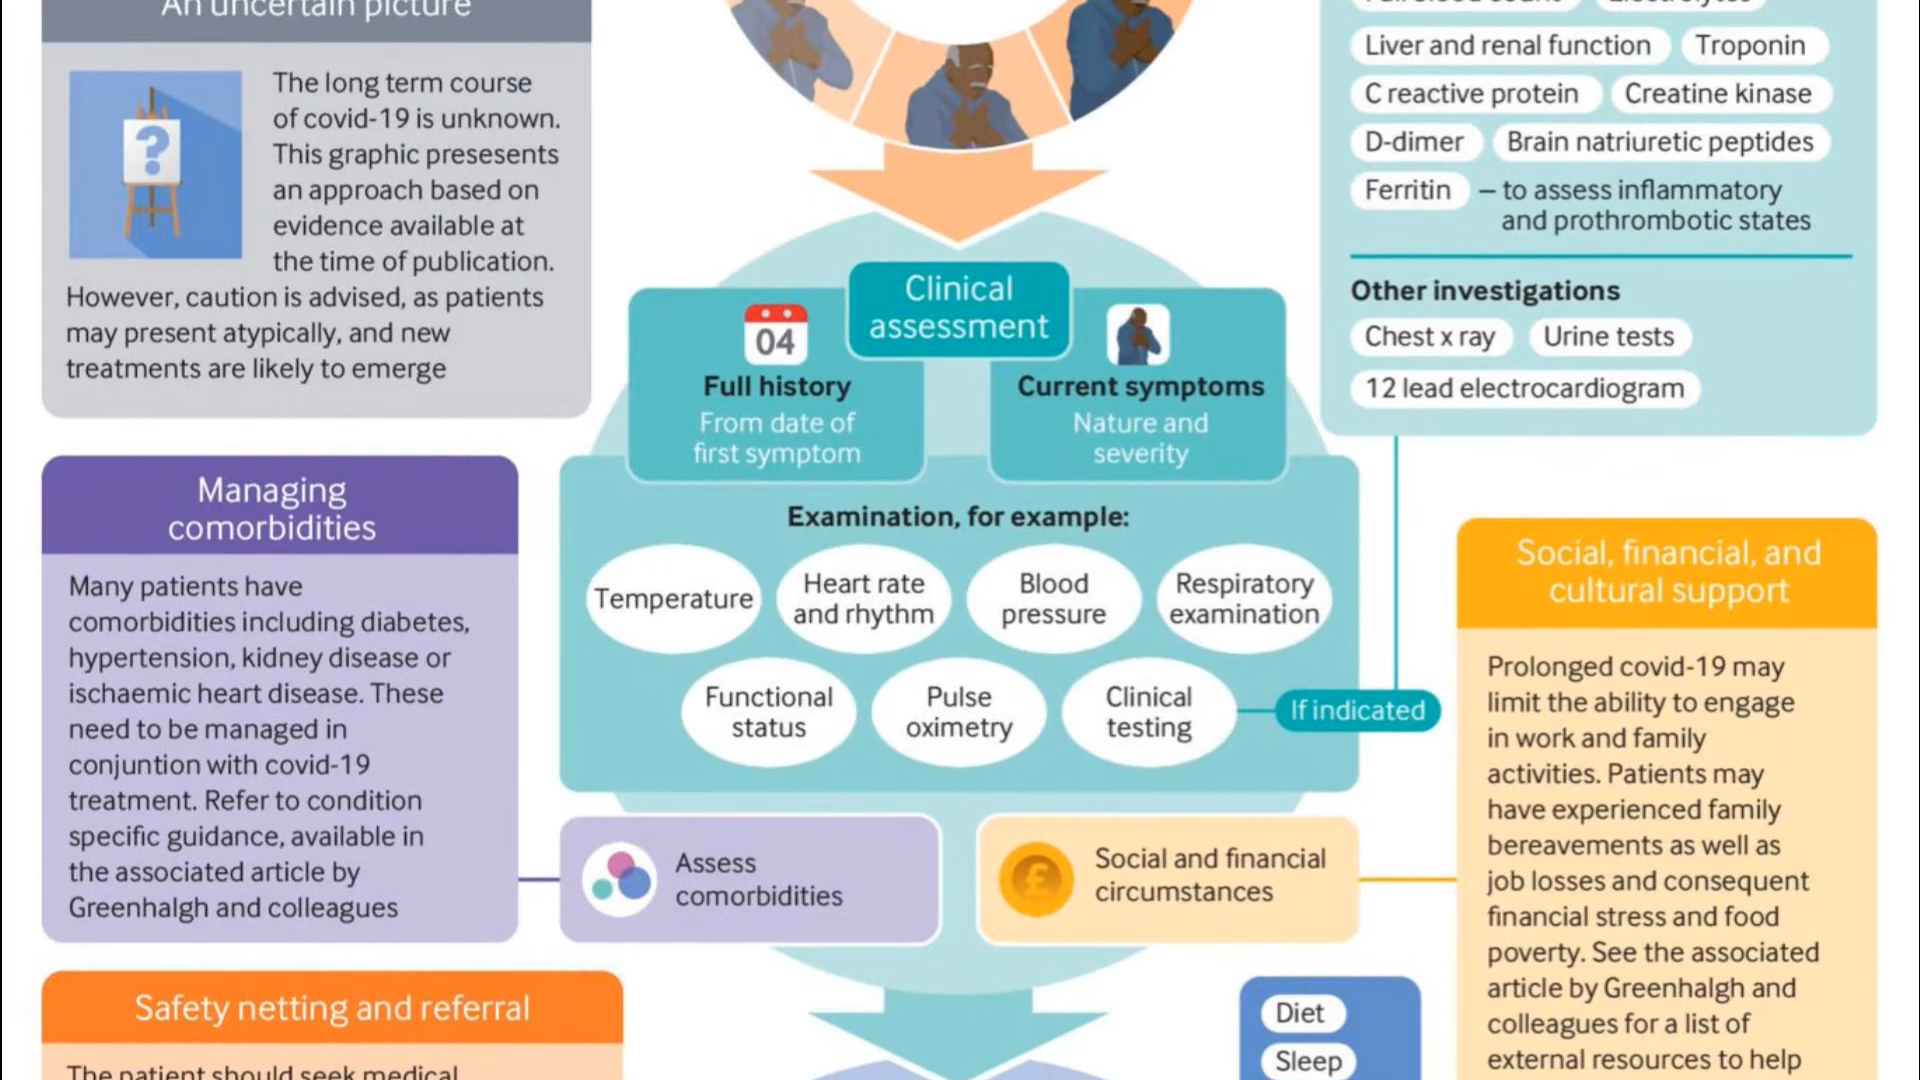 An uncertain picture
?
The long term course
of covid-19 is unknown.
This graphic presesents
an approach based on
evidence available at
the time of publication.
However, caution is advised, as patients
may present atypically, and new
treatments are likely to emerge
Managing
comorbidities
Many patients have
comorbidities including diabetes,
hypertension, kidney disease or
ischaemic heart disease. These
need to be managed in
conjuntion with covid-19
treatment. Refer to condition
specific guidance, available in
the associated article by
Greenhalgh and colleagues
Safety netting and referral
The patient should seek medical
Clinical
assessment
04
Full history
From date of
first symptom
Current symptoms
Nature and
severity
Examination, for example:
Temperature
Heart rate
and rhythm
Blood
pressure
Respiratory
examination
Functional
status
Pulse
oximetry
Clinical
testing
If indicated
Assess
comorbidities
£
Social and financial
circumstances
Full blood count
Electrolytes
Liver and renal function
Troponin
C reactive protein
Creatine kinase
D-dimer
Brain natriuretic peptides
Ferritin – to assess inflammatory
and prothrombotic states
Other investigations
Chest x ray
Urine tests
12 lead electrocardiogram
Social, financial, and
cultural support
Prolonged covid-19 may
limit the ability to engage
in work and family
activities. Patients may
have experienced family
bereavements as well as
job losses and consequent
financial stress and food
poverty. See the associated
article by Greenhalgh and
colleagues for a list of
external resources to help
Diet
Sleep